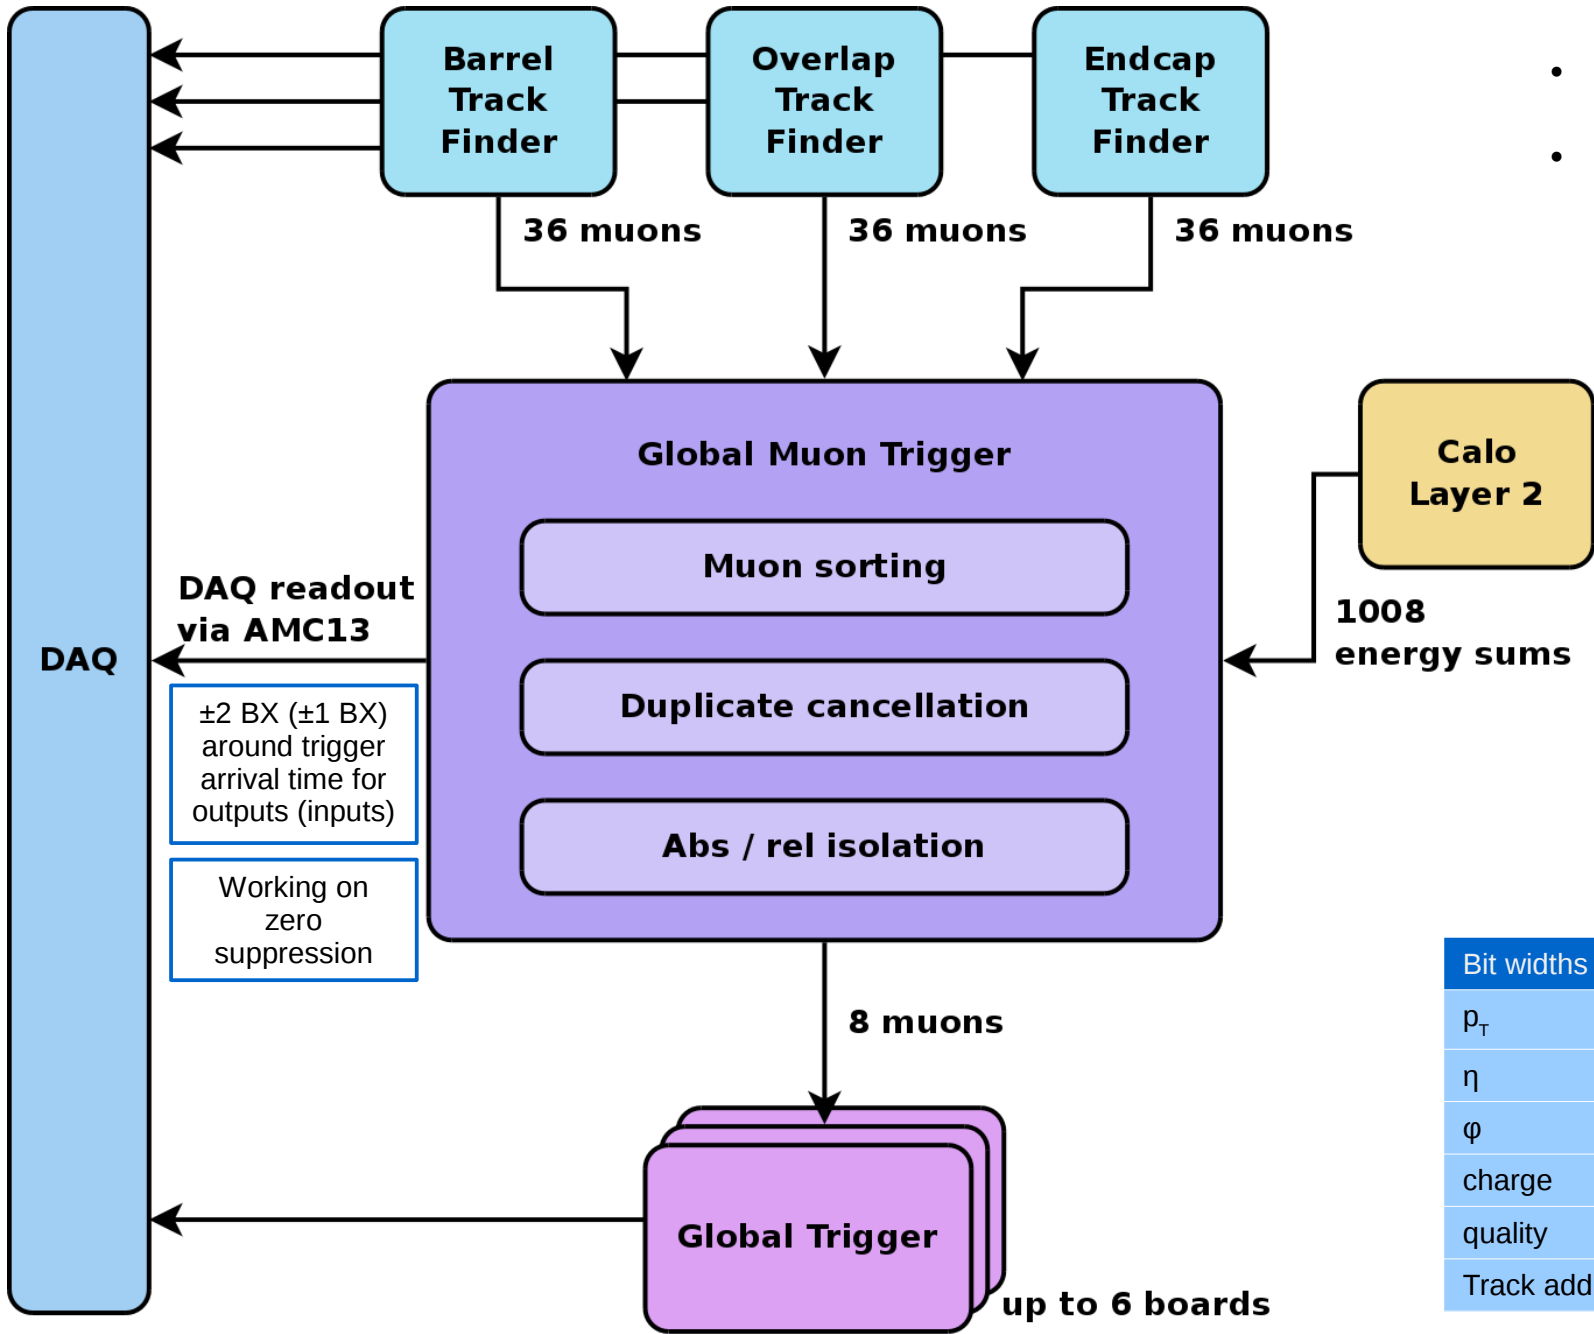 Barrel
Track
Finder
Overlap
Track
Finder
Endcap
Track
Finder
•
•
36 muons
36 muons
36 muons
Global Muon Trigger
Muon sorting
Duplicate cancellation
Abs / rel isolation
Calo
Layer 2
1008
energy sums
DAQ
DAQ readout
via AMC13
±2 BX (±1 BX)
around trigger
arrival time for
outputs (inputs)
Working on
zero
suppression
8 muons
Global Trigger
up to 6 boards
Bit widths
pT
η
φ
charge
quality
Track add